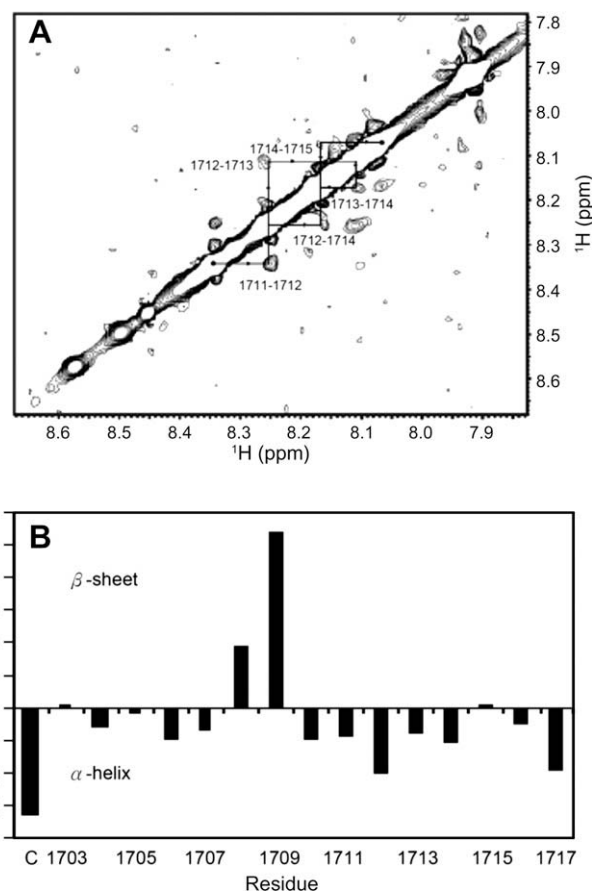 A
7.8
7.9
8.0
8.1
8.2
8.3
8.4
8.5
8.6
¹H (ppm)
1714-1715
1712-1713
1713-1714
1712-1714
1711-1712
8.6 8.5 8.4 8.3 8.2 8.1 8.0 7.9
¹H (ppm)
B
β-sheet
α-helix
C 1703 1705 1707 1709 1711 1713 1715 1717
Residue